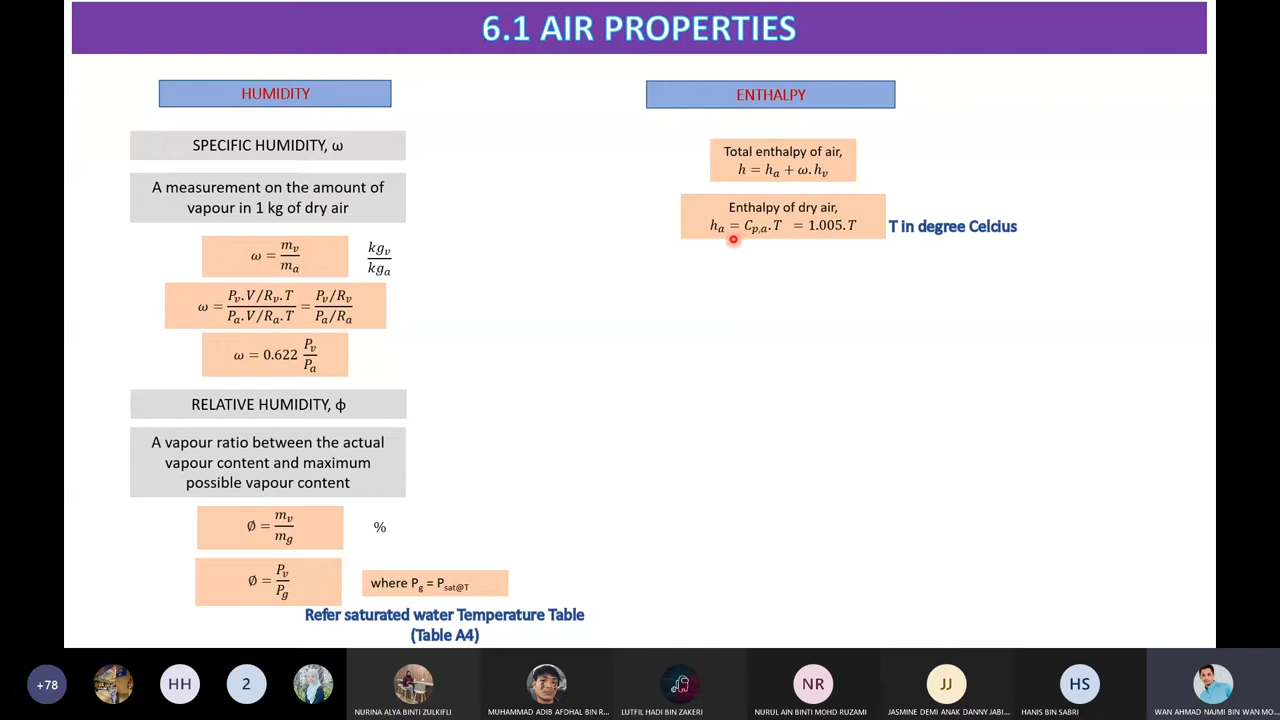 6.1 AIR PROPERTIES
HUMIDITY
SPECIFIC HUMIDITY, ω
A measurement on the amount of
vapour in 1 kg of dry air
ω = m_v / m_a   kg_v / kg_a
ω = P_v.V/R_v.T / P_a.V/R_a.T = P_v/R_v / P_a/R_a
ω = 0.622 P_v / P_a
RELATIVE HUMIDITY, ϕ
A vapour ratio between the actual
vapour content and maximum
possible vapour content
∅ = m_v / m_g   %
∅ = P_v / P_g   where P_g = P_sat@T
Refer saturated water Temperature Table
(Table A4)
ENTHALPY
Total enthalpy of air,
h = h_a + ω.h_v
Enthalpy of dry air,
h_a = C_p,a.T = 1.005.T
T in degree Celcius
+78
HH
2
NURINA ALYA BINTI ZULKIFLI
MUHAMMAD ADIB AFDHAL BIN R...
LUTFIL HADI BIN ZAKERI
NR
NURUL AIN BINTI MOHD RUZAMI
JJ
JASMINE DEMI ANAK DANNY JABI...
HS
HANIS BIN SABRI
WAN AHMAD NAIMI BIN WAN MO...